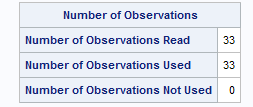 Number of Observations
Number of Observations Read 33
Number of Observations Used 33
Number of Observations Not Used 0